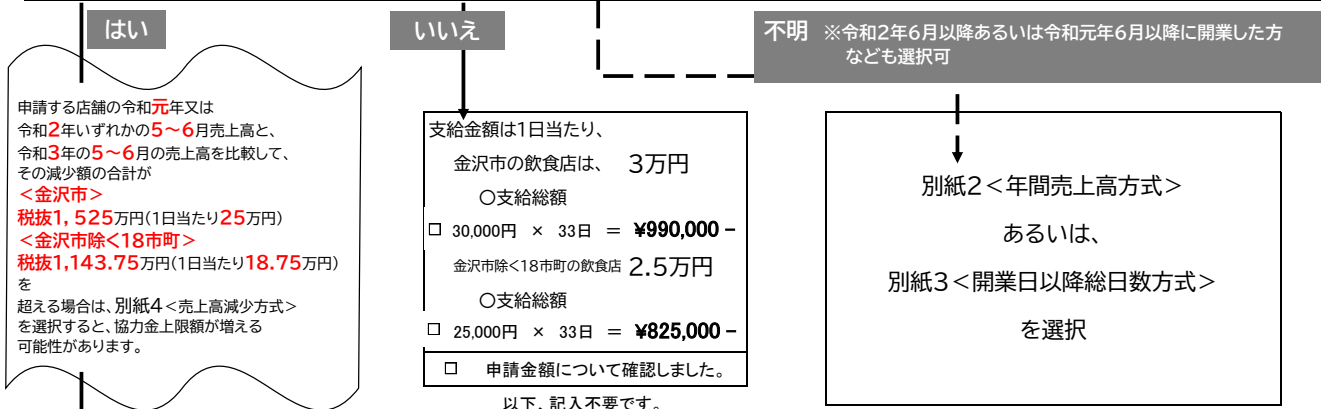 はい
申請する店舗の令和元年又は
令和2年いずれかの5～6月売上高と、
令和3年の5～6月の売上高を比較して、
その減少額の合計が
＜金沢市＞
税抜1,525万円(1日当たり25万円)
＜金沢市除く18市町＞
税抜1,143.75万円(1日当たり18.75万円)
を
超える場合は、別紙4＜売上高減少方式＞
を選択すると、協力金上限額が増える
可能性があります。
いいえ
支給金額は1日当たり、
金沢市の飲食店は、 3万円
〇支給総額
□ 30,000円 × 33日 ＝ ¥990,000－
金沢市除く18市町の飲食店 2.5万円
〇支給総額
□ 25,000円 × 33日 ＝ ¥825,000－
□ 申請金額について確認しました。
以下、記入不要です。
不明 ※令和2年6月以降あるいは令和元年6月以降に開業した方
なども選択可
別紙2＜年間売上高方式＞
あるいは、
別紙3＜開業日以降総日数方式＞
を選択